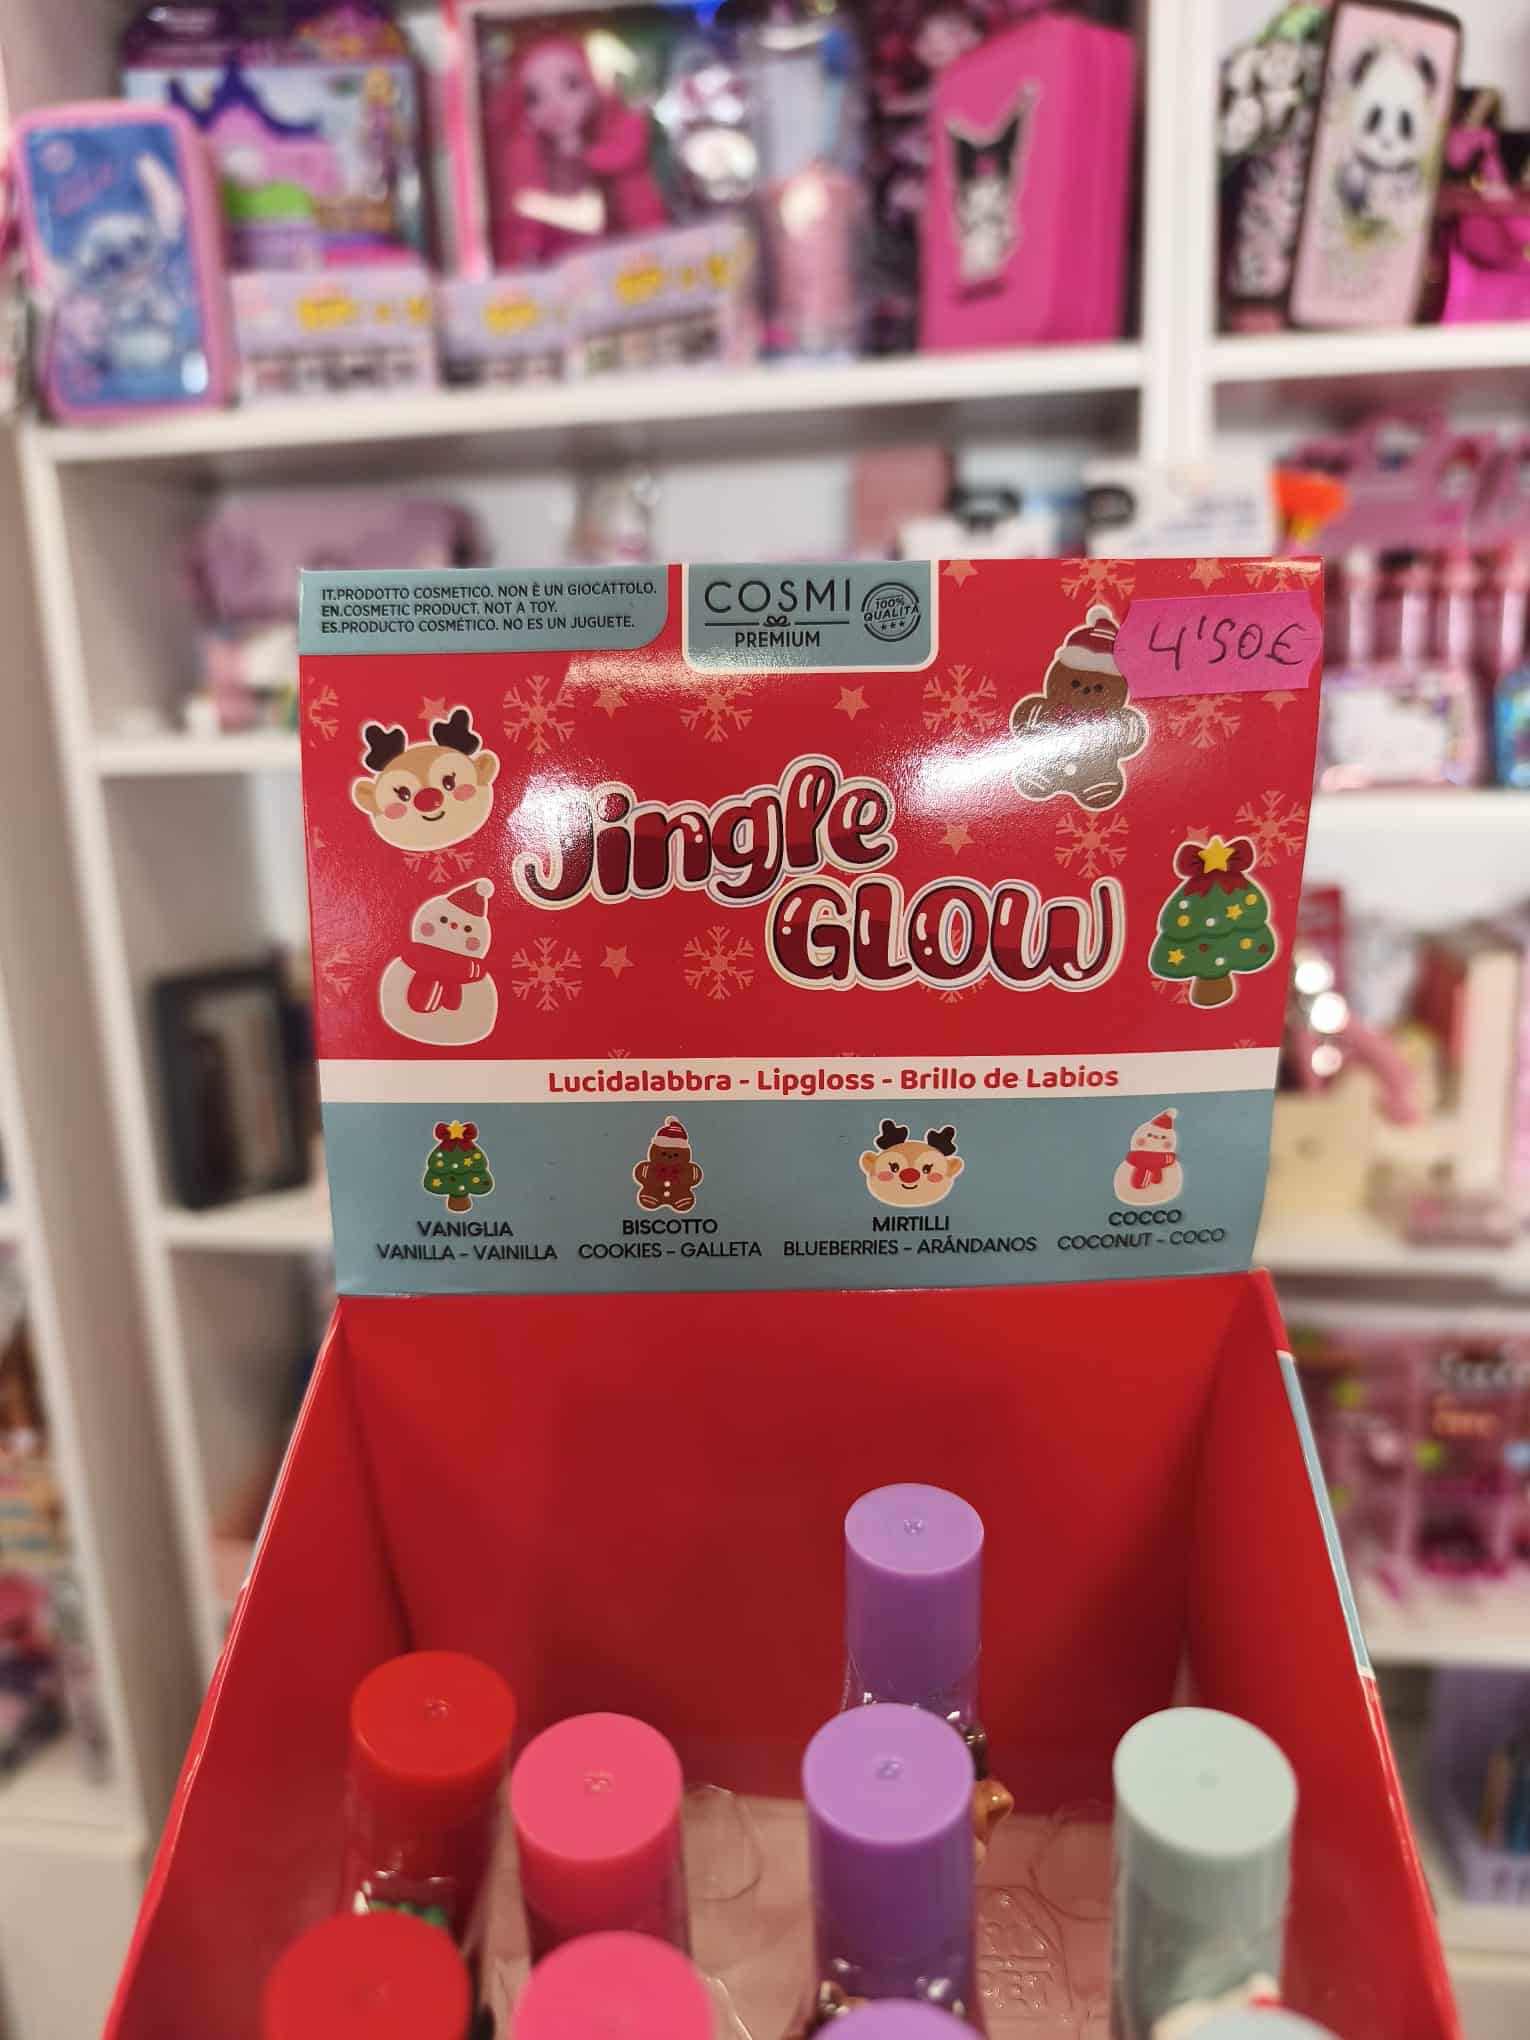 IT.PRODOTTO COSMETICO. NON È UN GIOCATTOLO.
EN.COSMETIC PRODUCT. NOT A TOY.
ES.PRODUCTO COSMÉTICO. NO ES UN JUGUETE.
COSMI
PREMIUM
100%
QUALITÀ
4'50€
Jingle
GLOW
Lucidalabbra - Lipgloss - Brillo de Labios
VANIGLIA
VANILLA - VAINILLA
BISCOTTO
COOKIES - GALLETA
MIRTILLI
BLUEBERRIES - ARÁNDANOS
COCCO
COCONUT - COCO